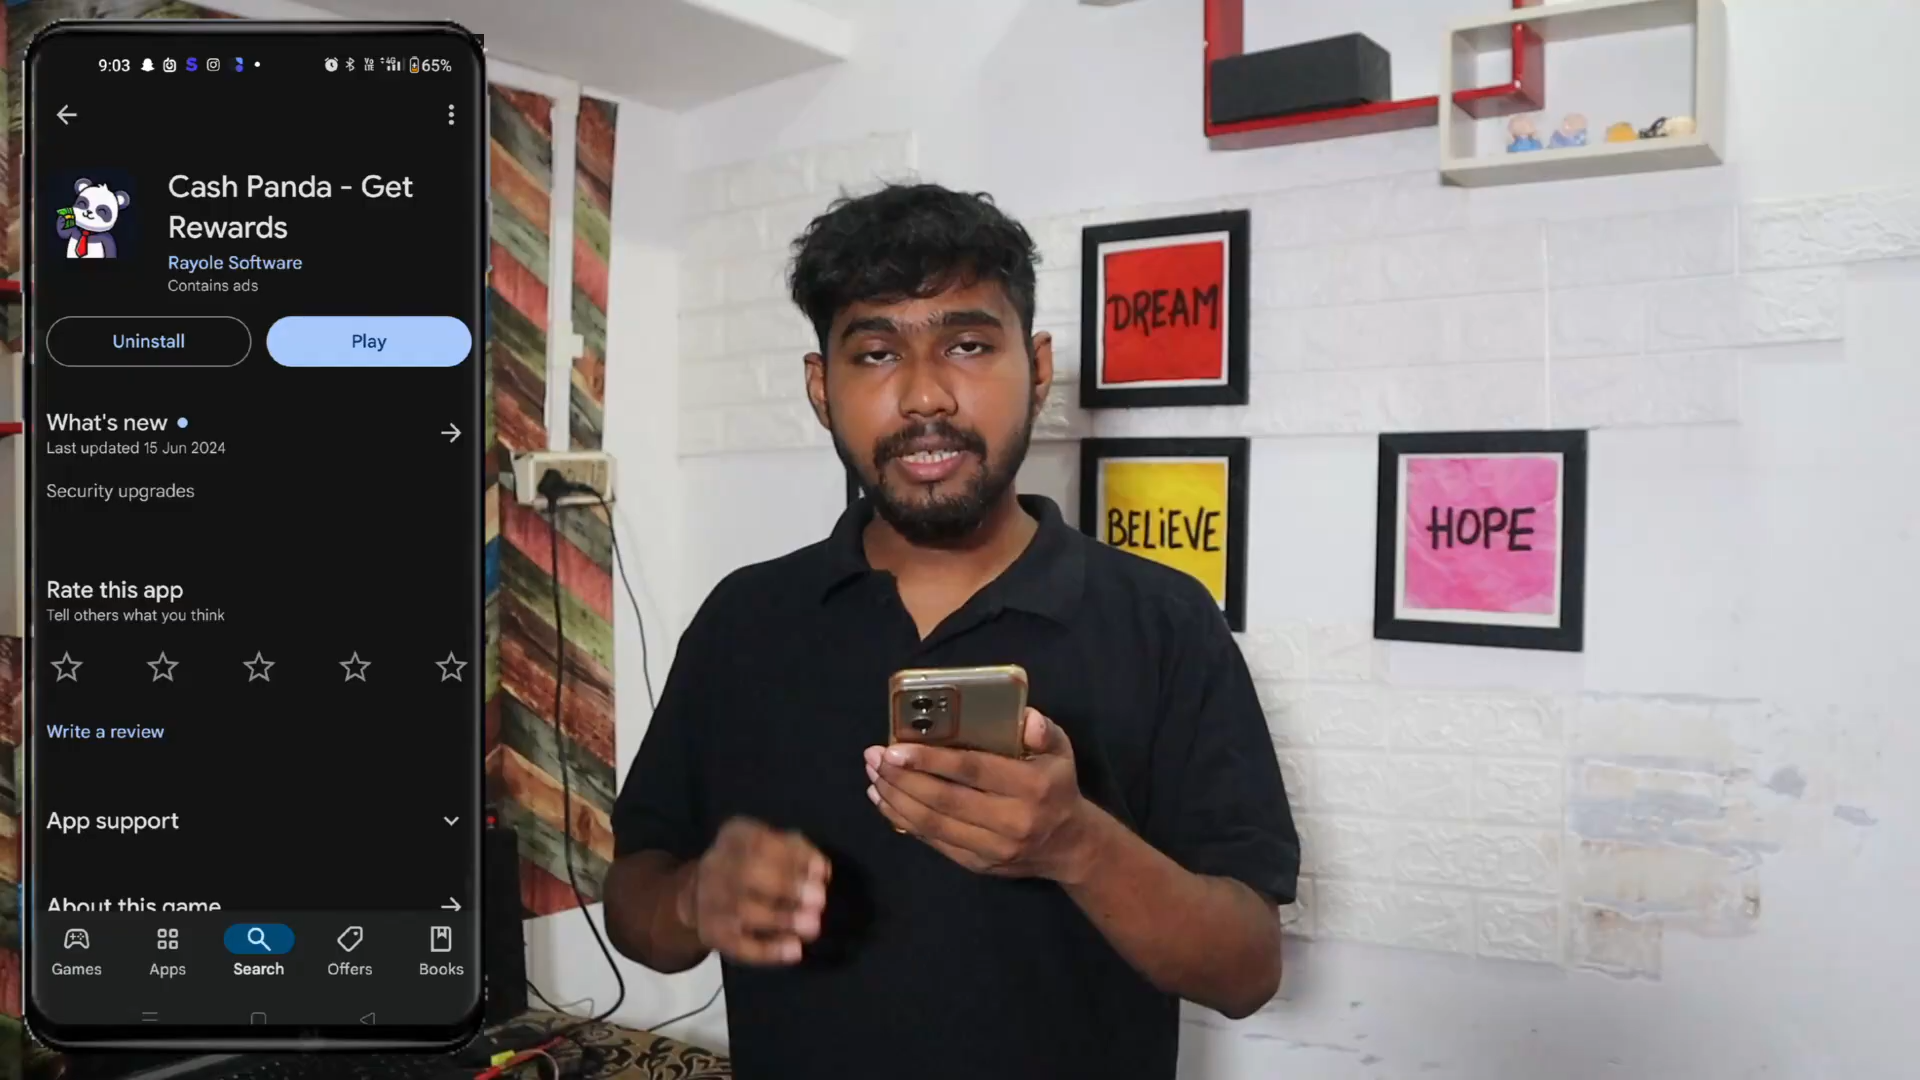 9:03
65%
Cash Panda - Get
Rewards
Rayole Software
Contains ads
Uninstall
Play
What's new
Last updated 15 Jun 2024
Security upgrades
Rate this app
Tell others what you think
Write a review
App support
About this game
Games
Apps
Search
Offers
Books
DREAM
BELIEVE
HOPE